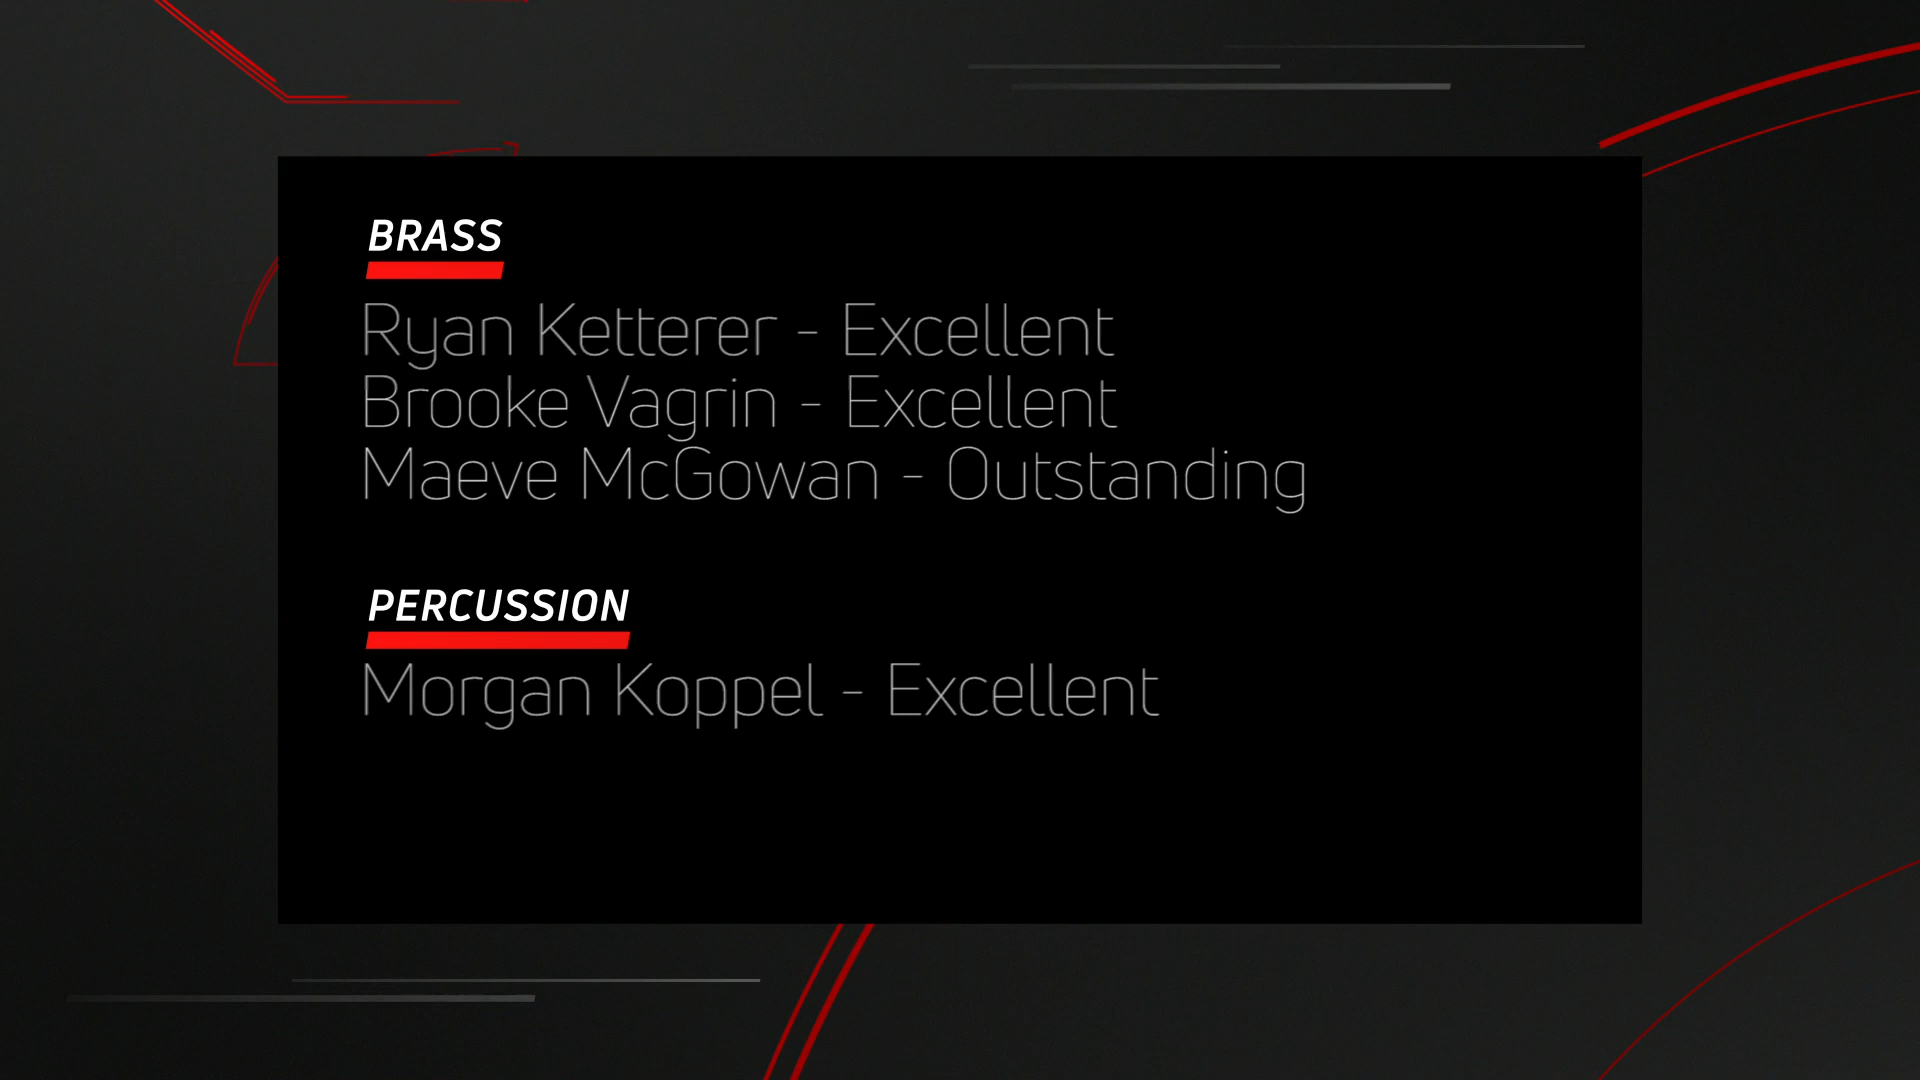 BRASS
Ryan Ketterer - Excellent
Brooke Vagrin - Excellent
Maeve McGowan - Outstanding
PERCUSSION
Morgan Koppel - Excellent